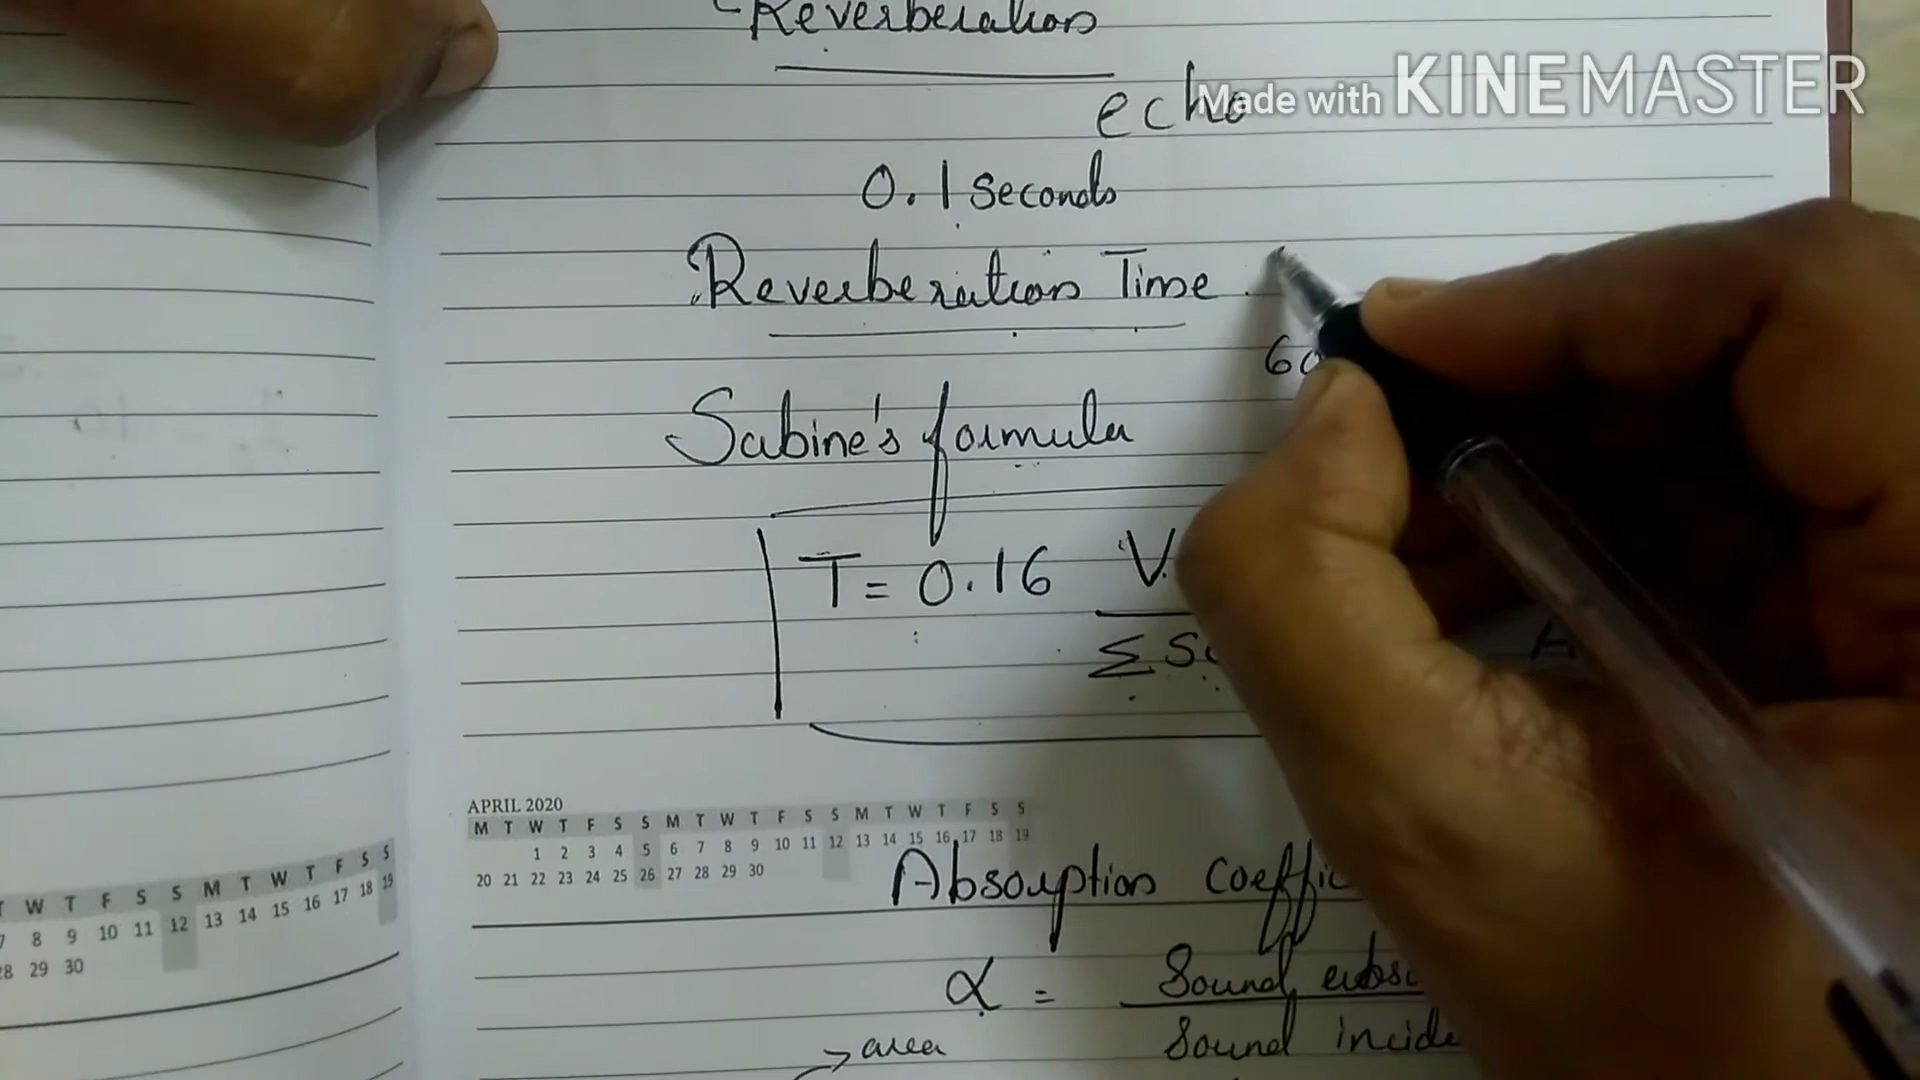 Reverberation
echo
Made with KINEMASTER
0.1 seconds
Reverberation Time
60
Sabine's formula
T = 0.16 V
Σ S
APRIL 2020
M T W T F S S M T W T F S S M T W T F S S
1 2 3 4 5 6 7 8 9 10 11 12 13 14 15 16 17 18 19
20 21 22 23 24 25 26 27 28 29 30
T W T F S S M T W T F S S
7 8 9 10 11 12 13 14 15 16 17 18 19
28 29 30
Absorption
α = Sound
Sound
area